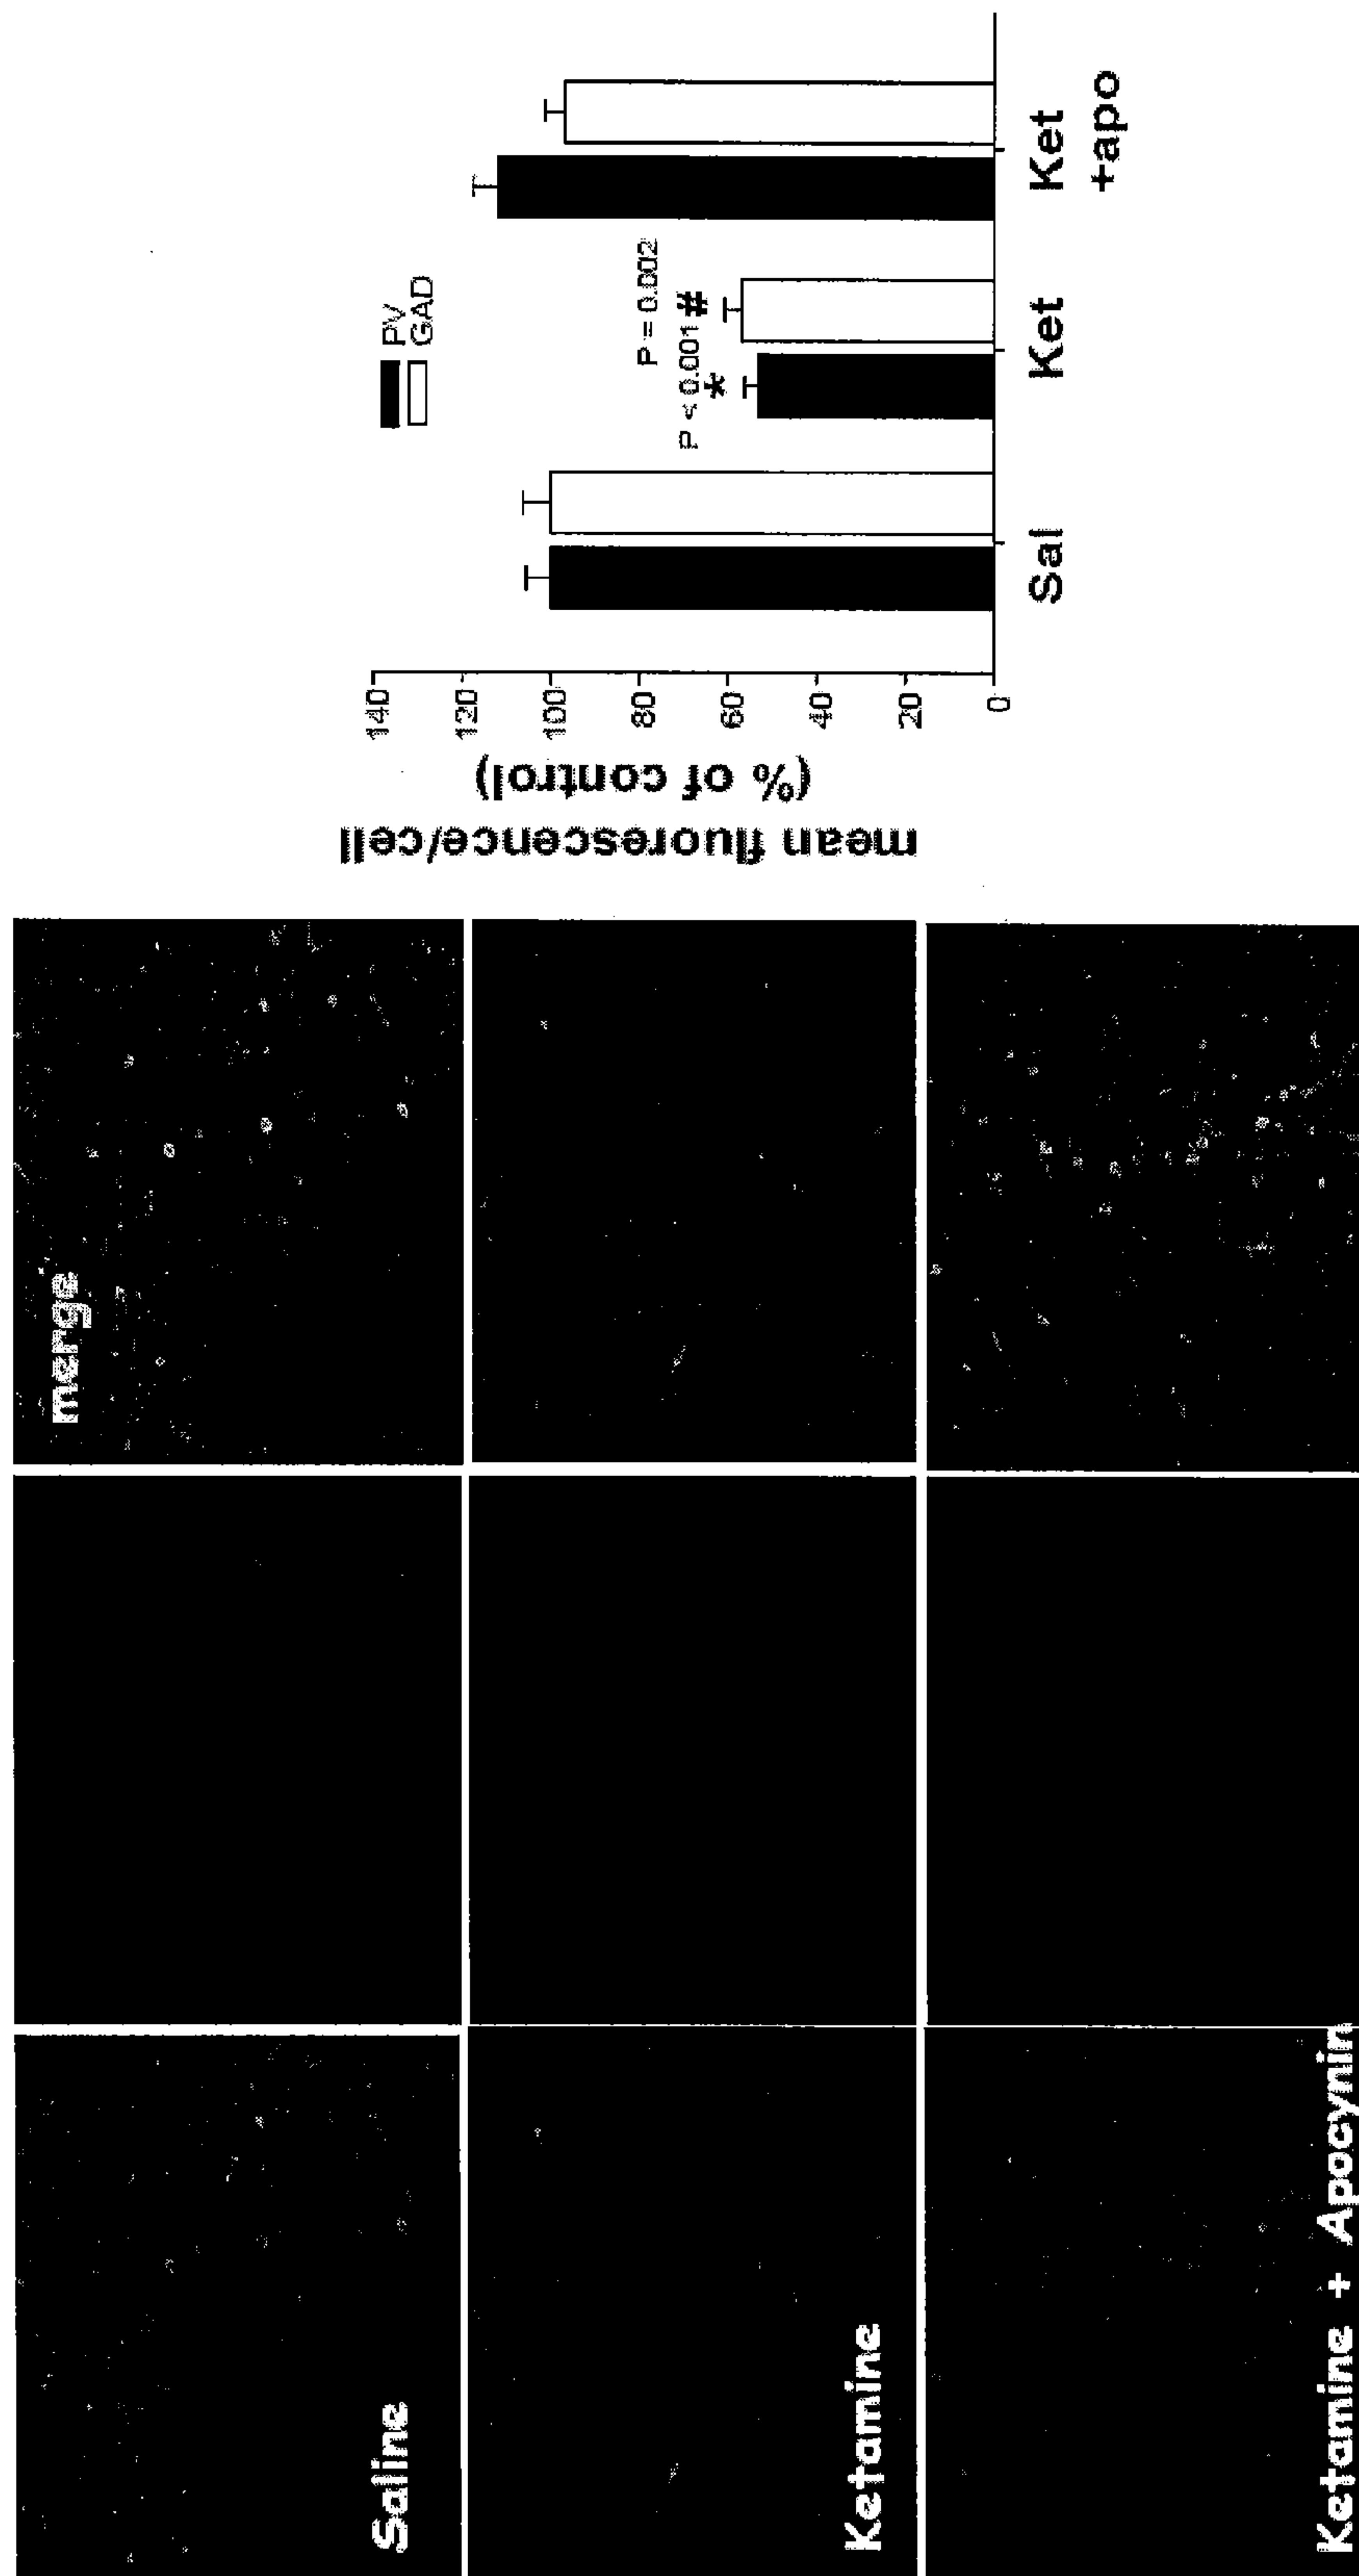 merge
Saline
Ketamine
Ketamine + Apocynin
mean fluorescence/cell
(% of control)
140
120
100
80
60
40
20
0
PV
GAD
P = 0.002
P < 0.001 #
*
Sal
Ket
Ket
+apo